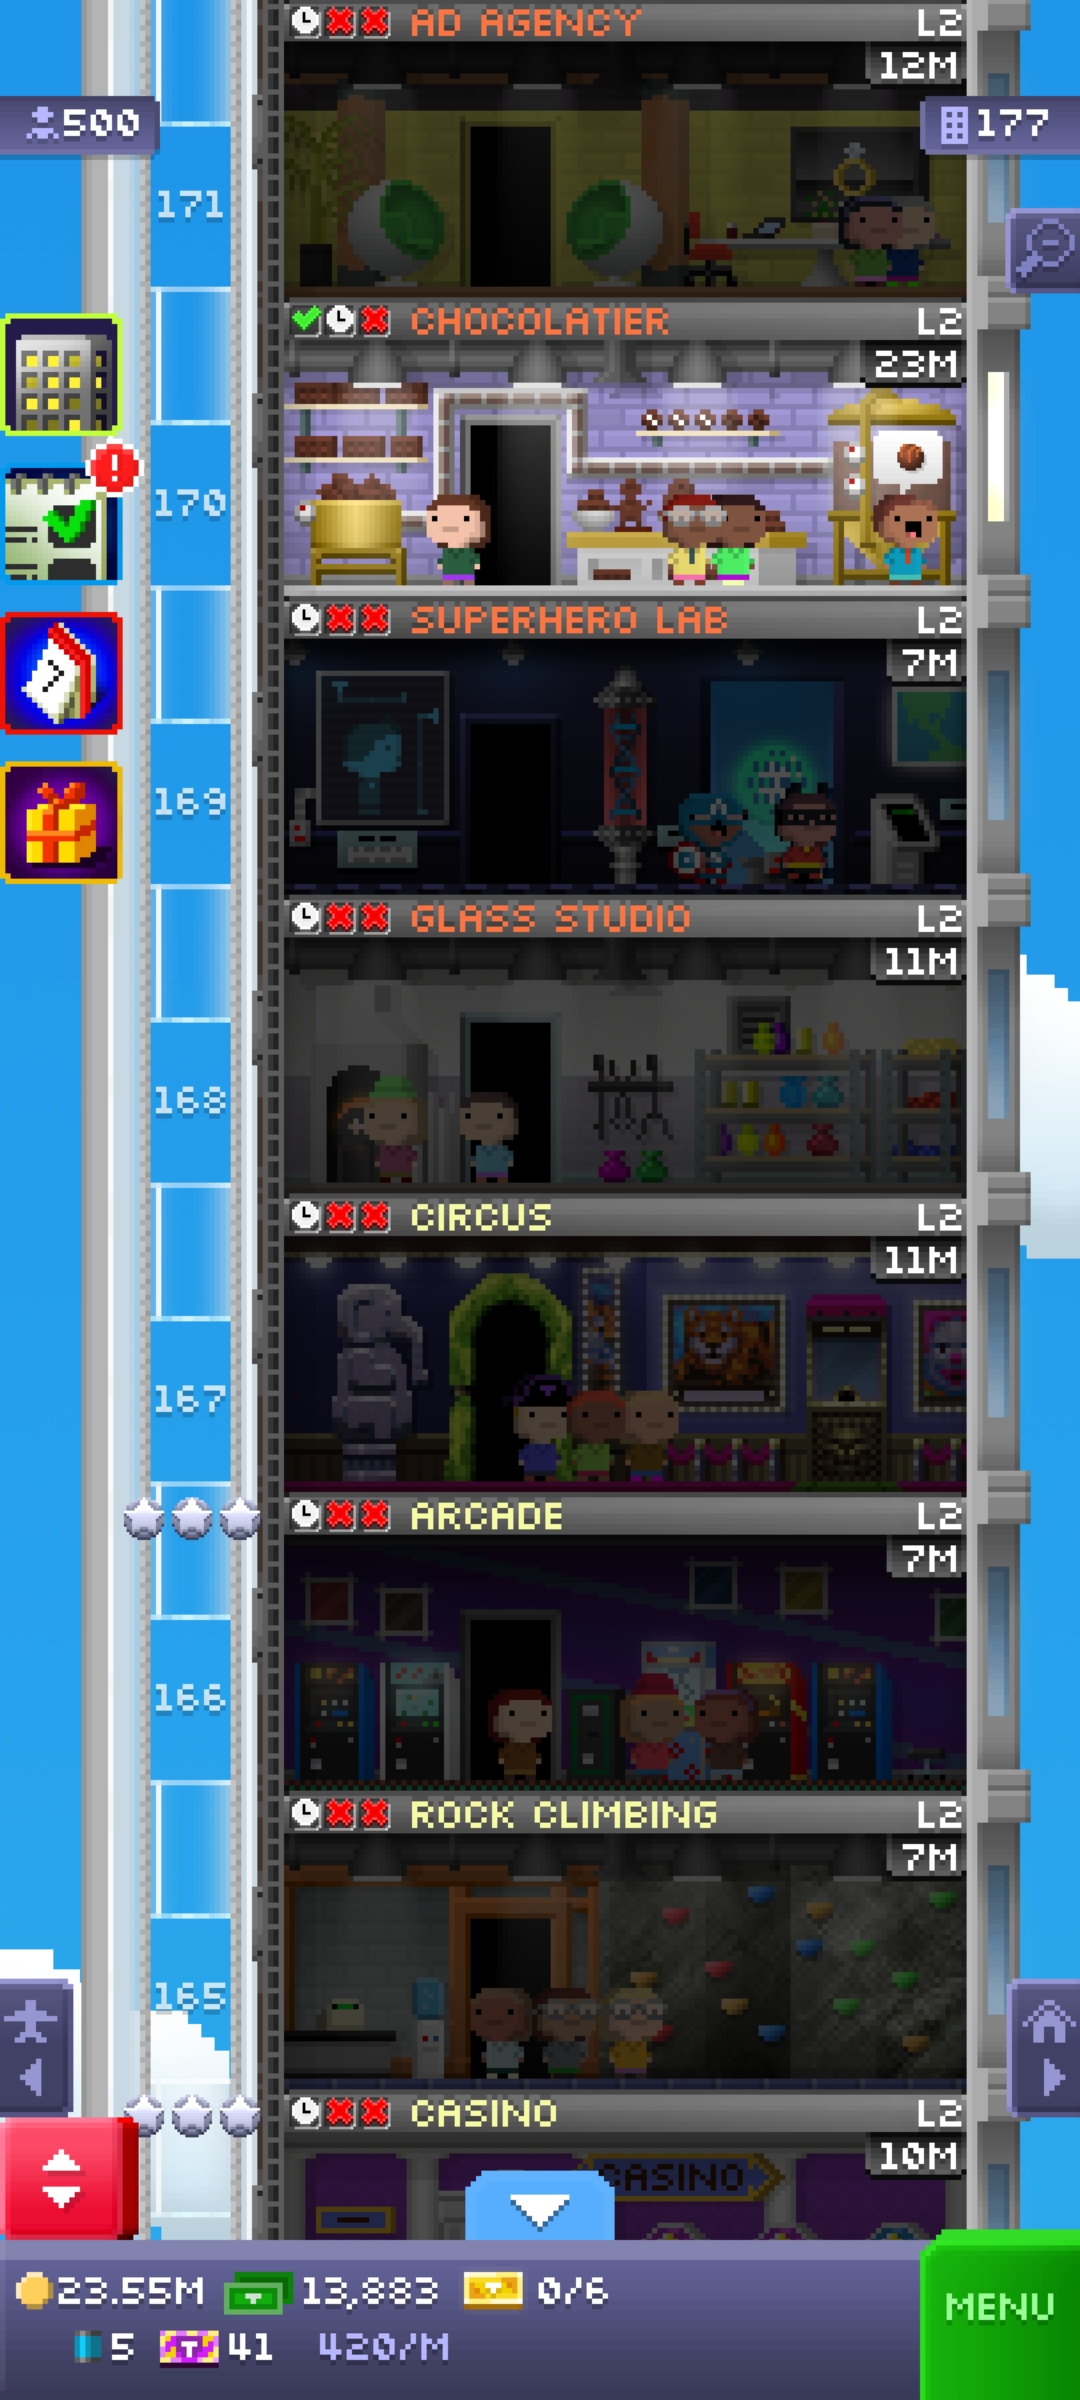 AD AGENCY L2
12M
500
177
171
CHOCOLATIER L2
23M
170
SUPERHERO LAB L2
7M
7
169
GLASS STUDIO L2
11M
168
CIRCUS L2
11M
167
ARCADE L2
7M
166
ROCK CLIMBING L2
7M
165
CASINO L2
10M
CASINO
23.55M 13,883 0/6
5 T 41 420/M
MENU